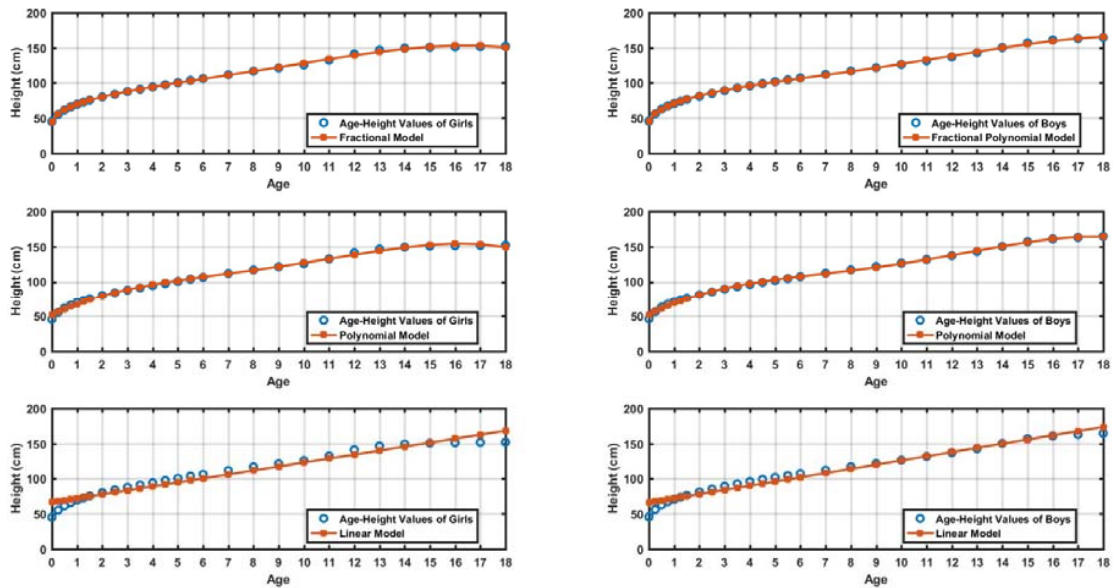 200
150
100
50
0
Height (cm)
Age-Height Values of Girls
Fractional Model
0 1 2 3 4 5 6 7 8 9 10 11 12 13 14 15 16 17 18
Age
200
150
100
50
0
Height (cm)
Age-Height Values of Boys
Fractional Polynomial Model
0 1 2 3 4 5 6 7 8 9 10 11 12 13 14 15 16 17 18
Age
200
150
100
50
0
Height (cm)
Age-Height Values of Girls
Polynomial Model
0 1 2 3 4 5 6 7 8 9 10 11 12 13 14 15 16 17 18
Age
200
150
100
50
0
Height (cm)
Age-Height Values of Boys
Polynomial Model
0 1 2 3 4 5 6 7 8 9 10 11 12 13 14 15 16 17 18
Age
200
150
100
50
0
Height (cm)
Age-Height Values of Girls
Linear Model
0 1 2 3 4 5 6 7 8 9 10 11 12 13 14 15 16 17 18
Age
200
150
100
50
0
Height (cm)
Age-Height Values of Boys
Linear Model
0 1 2 3 4 5 6 7 8 9 10 11 12 13 14 15 16 17 18
Age